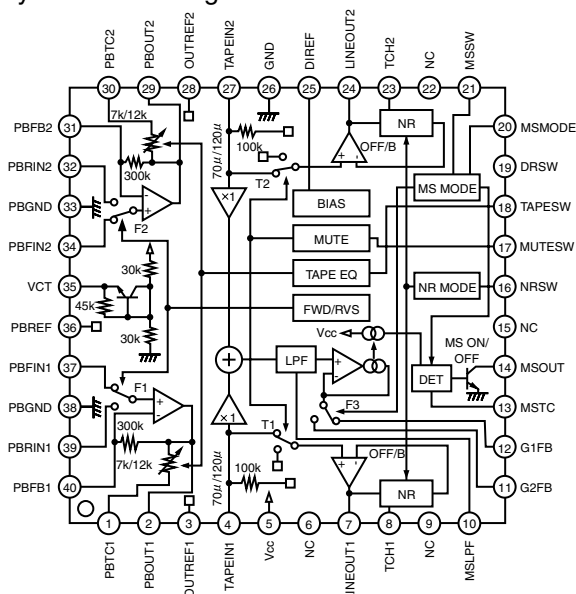 PBTC2
PBOUT2
OUTREF2
TAPEIN2
GND
DIREF
LINEOUT2
TCH2
NC
MSSW
30
29
28
27
26
25
24
23
22
21
PBFB2
31
PBRIN2
32
PBGND
33
PBFIN2
34
VCT
35
PBREF
36
PBFIN1
37
PBGND
38
PBRIN1
39
PBFB1
40
20
MSMODE
19
DRSW
18
TAPESW
17
MUTESW
16
NRSW
15
NC
14
MSOUT
13
MSTC
12
G1FB
11
G2FB
7k/12k
300k
-
+
F2
30k
45k
30k
F1
+
-
300k
7k/12k
70μ/120μ
100k
T2
×1
+
×1
T1
70μ/120μ
100k
NR
OFF/B
+
-
BIAS
MUTE
TAPE EQ
FWD/RVS
MS MODE
NR MODE
Vcc
LPF
+
-
F3
MS ON/
OFF
DET
OFF/B
+
-
NR
1
2
3
4
5
6
7
8
9
10
PBTC1
PBOUT1
OUTREF1
TAPEIN1
Vcc
NC
TCH1
NC
MSLPF